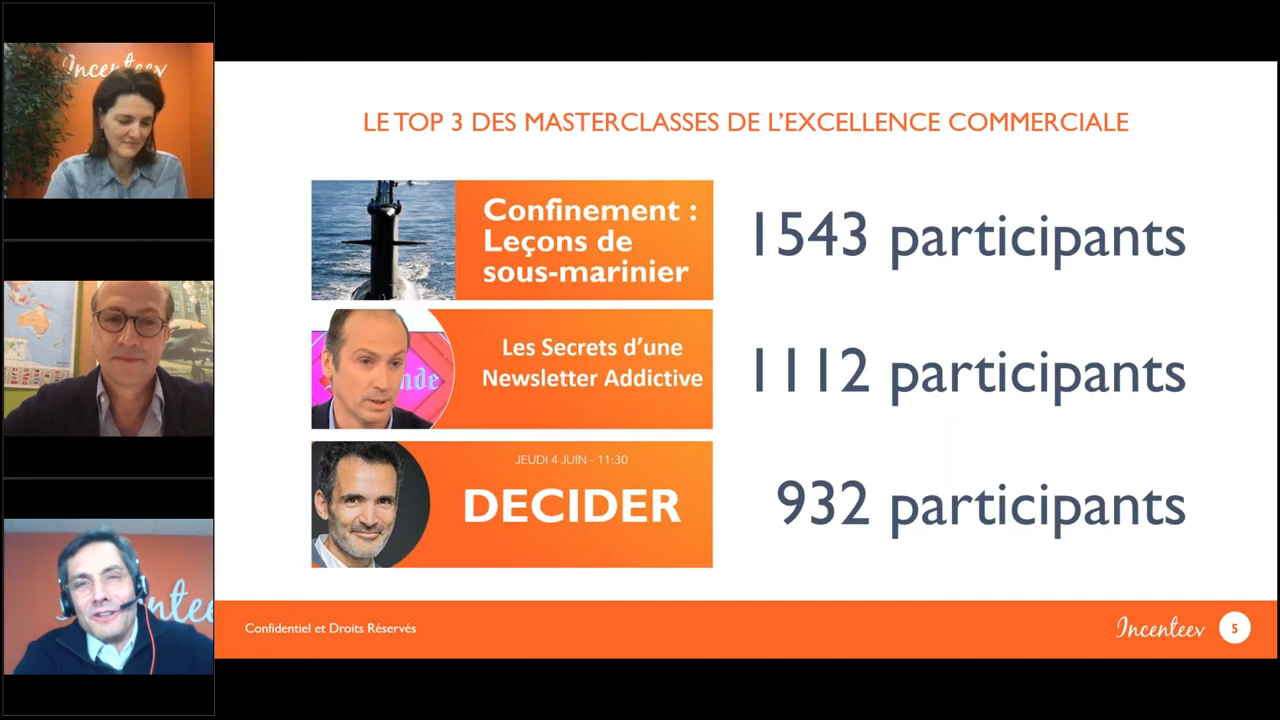 Incenteev
LE TOP 3 DES MASTERCLASSES DE L'EXCELLENCE COMMERCIALE
Confinement :
Leçons de
sous-marinier
1543 participants
Les Secrets d'une
Newsletter Addictive
1112 participants
JEUDI 4 JUIN - 11:30
DECIDER
932 participants
Confidentiel et Droits Réservés
Incenteev
5